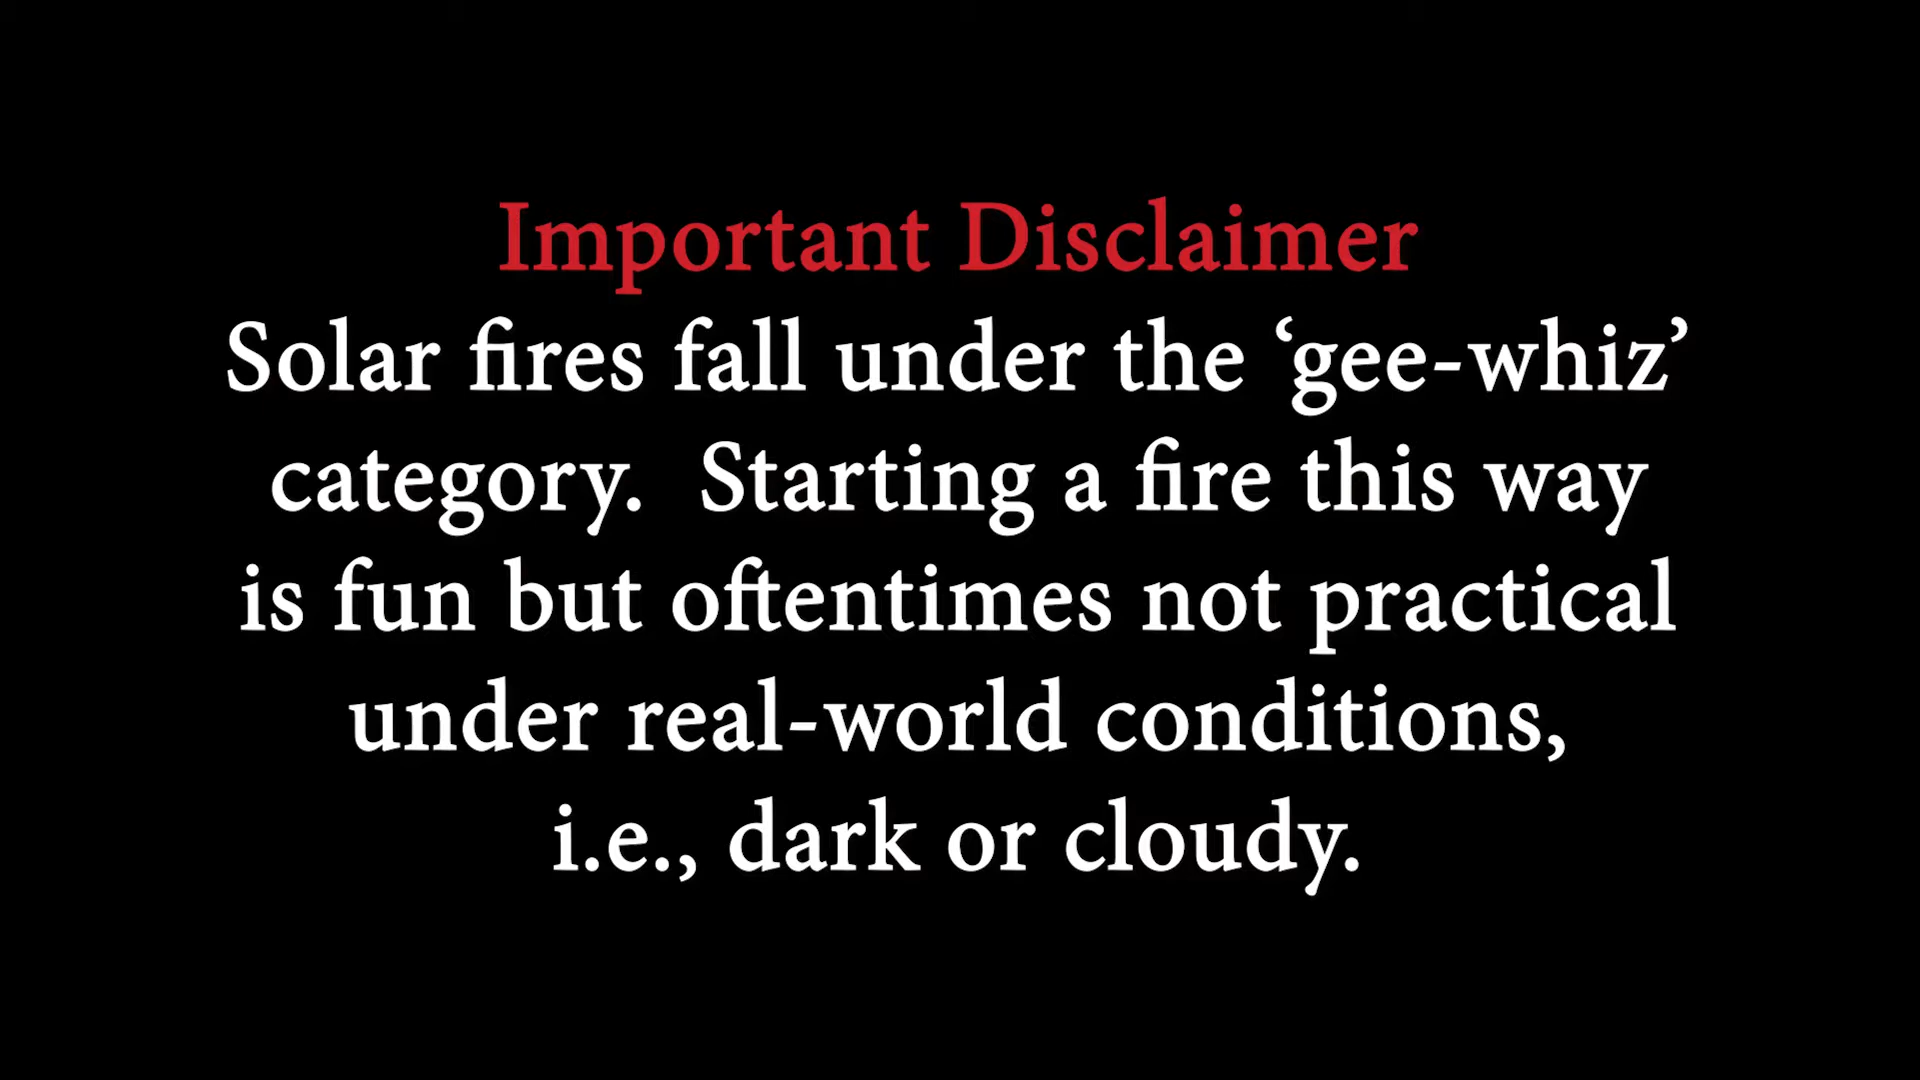 Important Disclaimer
Solar fires fall under the ‘gee-whiz’
category.  Starting a fire this way
is fun but oftentimes not practical
under real-world conditions,
i.e., dark or cloudy.